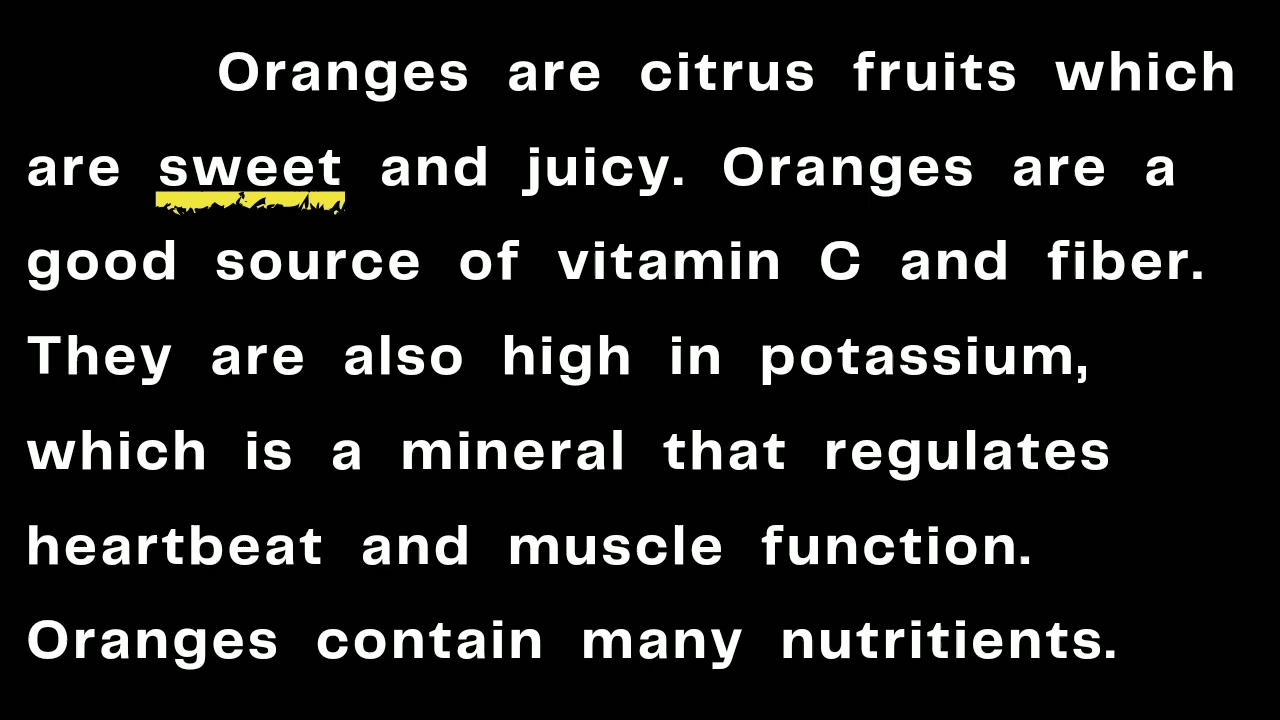 Oranges are citrus fruits which
are sweet and juicy. Oranges are a
good source of vitamin C and fiber.
They are also high in potassium,
which is a mineral that regulates
heartbeat and muscle function.
Oranges contain many nutritients.